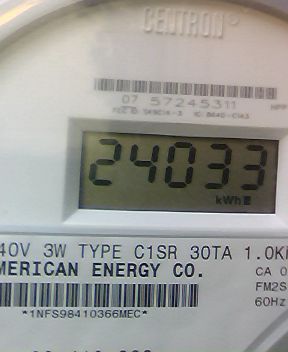 CENTRON
07 57245311
24033
kWh
40V 3W TYPE C1SR 30TA 1.0K
MERICAN ENERGY CO.
CA 0
FM2S
60Hz
*1NFS98410366MEC*